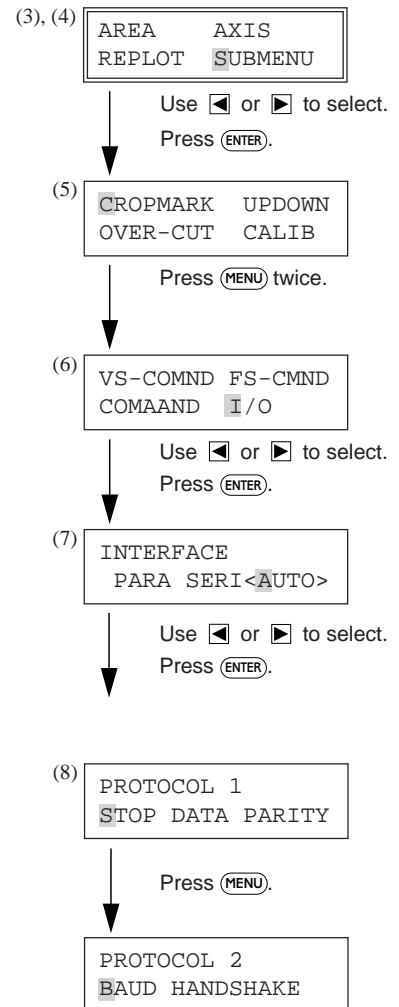 (3), (4)
AREA AXIS
REPLOT SUBMENU
Use ◀ or ▶ to select.
Press ENTER.
(5)
CROPMARK UPDOWN
OVER-CUT CALIB
Press MENU twice.
(6)
VS-COMND FS-CMND
COMAAND I/O
Use ◀ or ▶ to select.
Press ENTER.
(7)
INTERFACE
PARA SERI<AUTO>
Use ◀ or ▶ to select.
Press ENTER.
(8)
PROTOCOL 1
STOP DATA PARITY
Press MENU.
PROTOCOL 2
BAUD HANDSHAKE